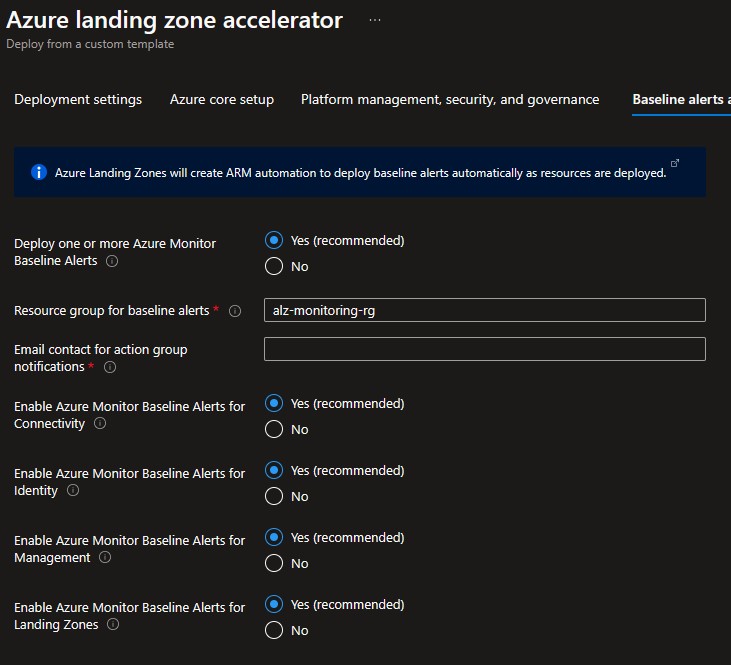 Azure landing zone accelerator ...
Deploy from a custom template
Deployment settings Azure core setup Platform management, security, and governance Baseline alerts a
Azure Landing Zones will create ARM automation to deploy baseline alerts automatically as resources are deployed.
Deploy one or more Azure Monitor
Baseline Alerts
Yes (recommended)
No
Resource group for baseline alerts *
alz-monitoring-rg
Email contact for action group
notifications *
Enable Azure Monitor Baseline Alerts for
Connectivity
Yes (recommended)
No
Enable Azure Monitor Baseline Alerts for
Identity
Yes (recommended)
No
Enable Azure Monitor Baseline Alerts for
Management
Yes (recommended)
No
Enable Azure Monitor Baseline Alerts for
Landing Zones
Yes (recommended)
No